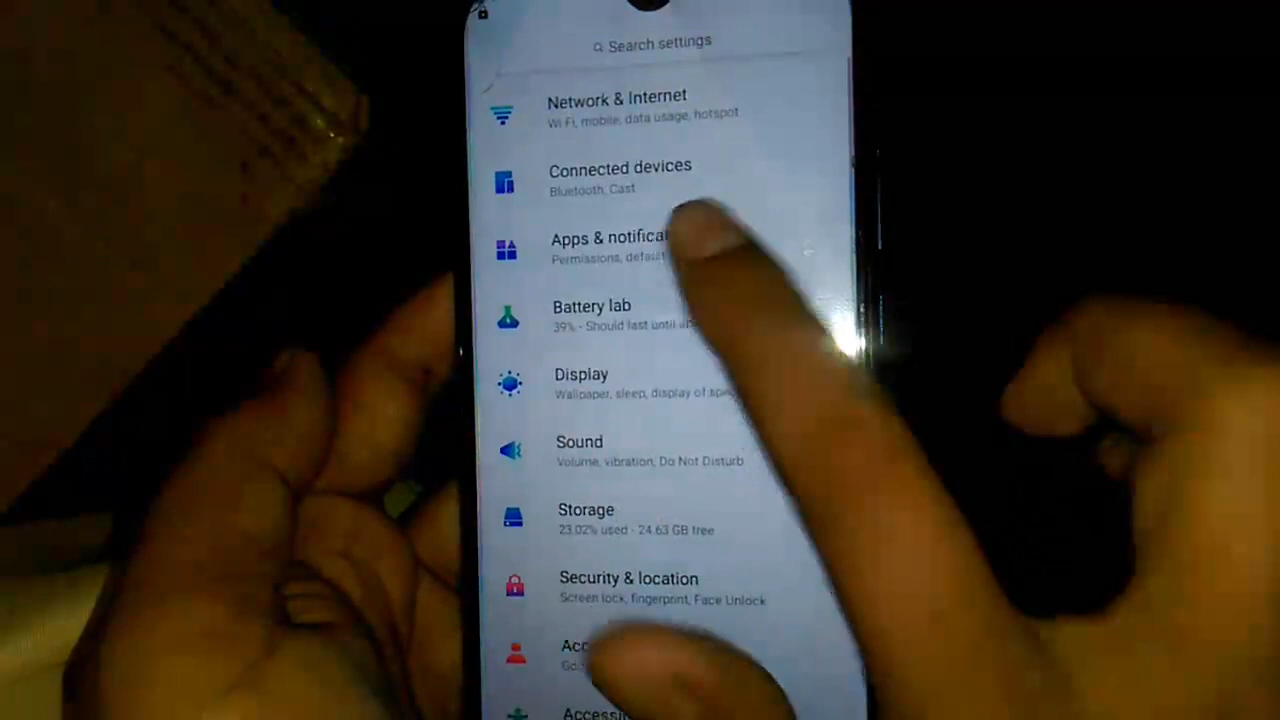 Search settings
Network & Internet
Wi Fi, mobile, data usage, hotspot
Connected devices
Bluetooth, Cast
Apps & notifica
Permissions, default
Battery lab
39% - Should last until
Display
Wallpaper, sleep, display of
Sound
Volume, vibration, Do Not Disturb
Storage
23.02% used - 24.63 GB free
Security & location
Screen lock, fingerprint, Face Unlock
Acc
Go
Accessi